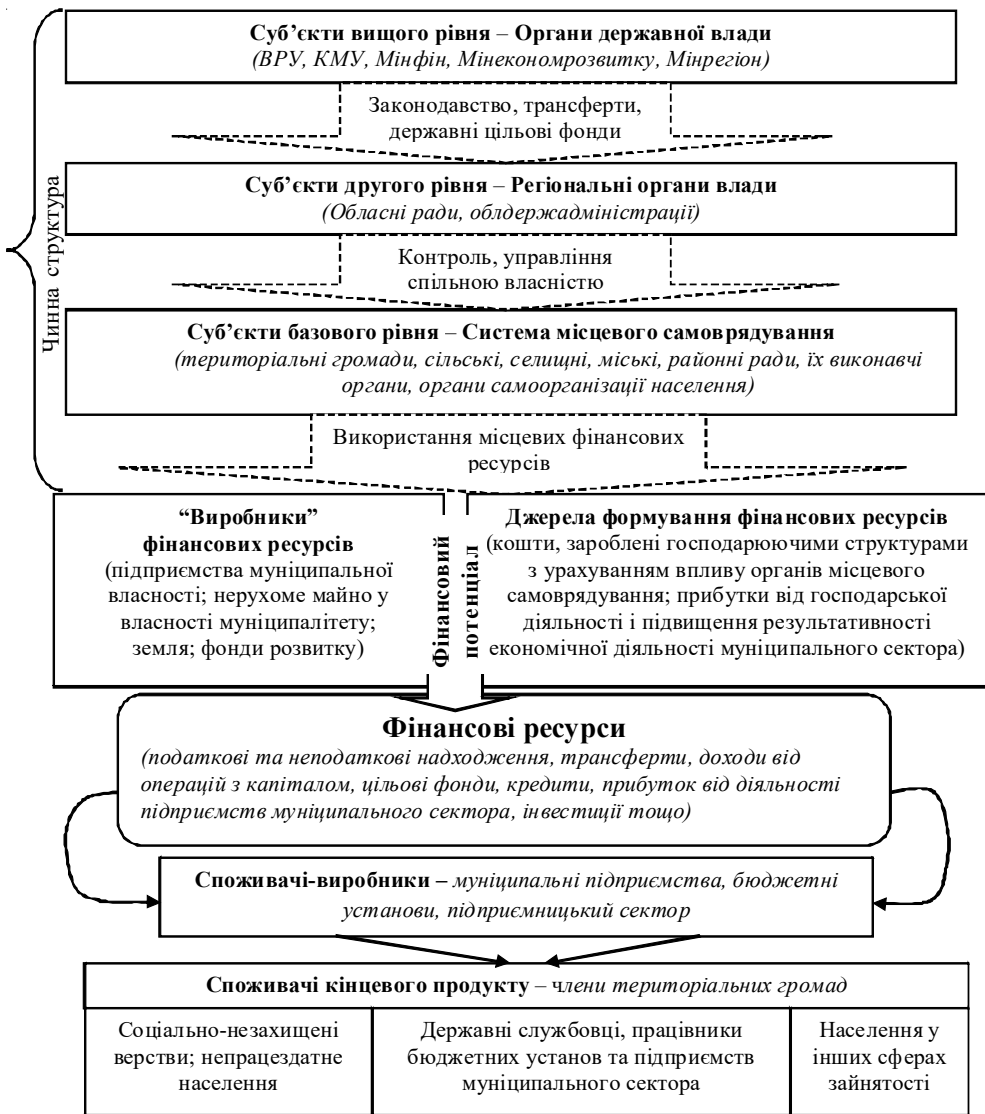 Суб’єкти вищого рівня – Органи державної влади
(ВРУ, КМУ, Мінфін, Мінекономрозвитку, Мінрегіон)
Законодавство, трансферти,
державні цільові фонди
Чинна структура
Суб’єкти другого рівня – Регіональні органи влади
(Обласні ради, облдержадміністрації)
Контроль, управління
спільною власністю
Суб’єкти базового рівня – Система місцевого самоврядування
(територіальні громади, сільські, селищні, міські, районні ради, їх виконавчі
органи, органи самоорганізації населення)
Використання місцевих фінансових
ресурсів
“Виробники”
фінансових ресурсів
(підприємства муніципальної
власності; нерухоме майно у
власності муніципалітету;
земля; фонди розвитку)
Фінансовий
потенціал
Джерела формування фінансових ресурсів
(кошти, зароблені господарюючими структурами
з урахуванням впливу органів місцевого
самоврядування; прибутки від господарської
діяльності і підвищення результативності
економічної діяльності муніципального сектора)
Фінансові ресурси
(податкові та неподаткові надходження, трансферти, доходи від
операцій з капіталом, цільові фонди, кредити, прибуток від діяльності
підприємств муніципального сектора, інвестиції тощо)
Споживачі-виробники – муніципальні підприємства, бюджетні
установи, підприємницький сектор
Споживачі кінцевого продукту – члени територіальних громад
Соціально-незахищені
верстви; непрацездатне
населення
Державні службовці, працівники
бюджетних установ та підприємств
муніципального сектора
Населення у
інших сферах
зайнятості